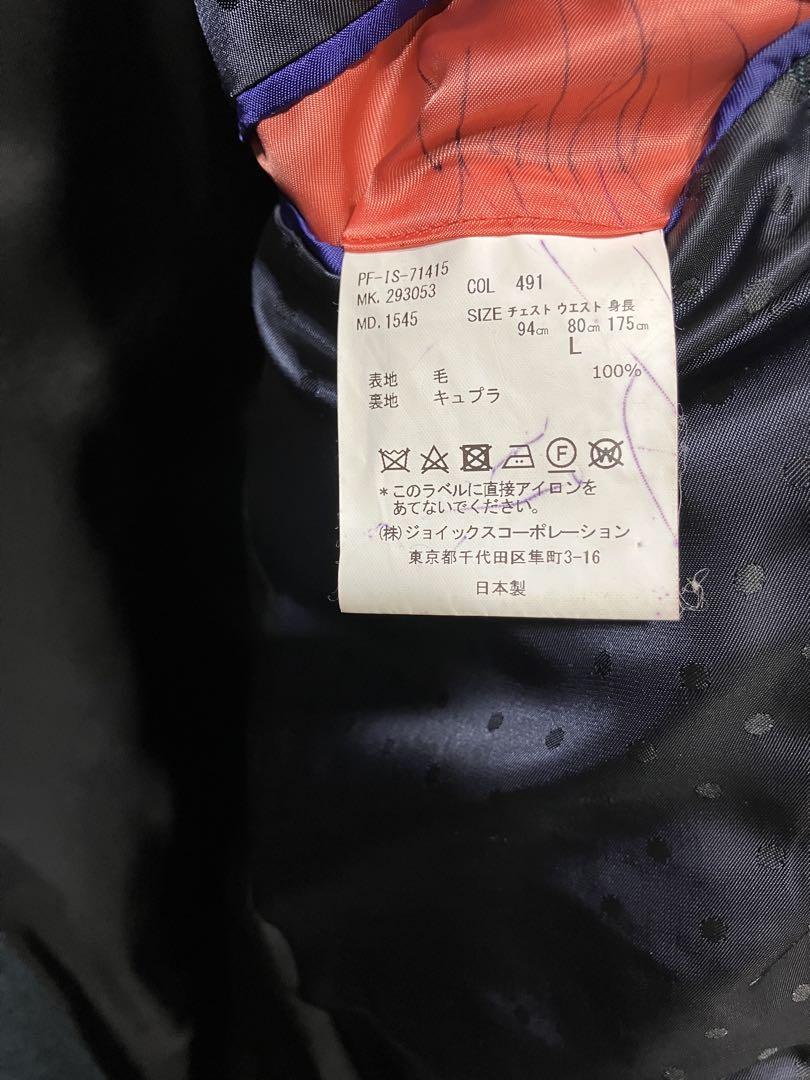 PF-IS-71415
MK. 293053 COL 491
MD. 1545 SIZE チェスト ウエスト 身長
94㎝ 80㎝ 175㎝
L
表地 毛 100%
裏地 キュプラ
F W
*このラベルに直接アイロンを
あてないでください。
(株)ジョイックスコーポレーション
東京都千代田区隼町3-16
日本製